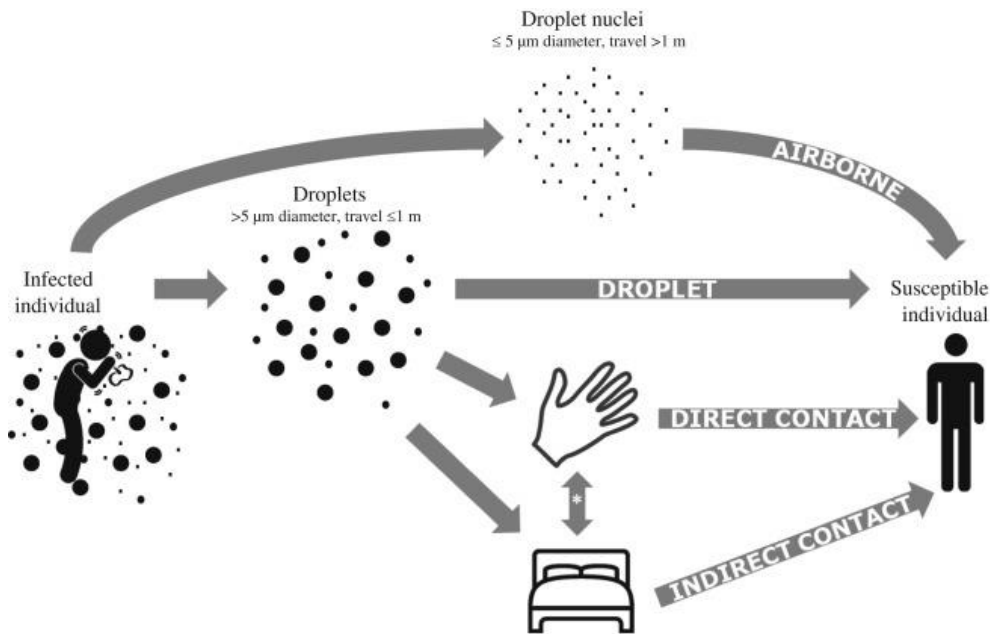 Droplet nuclei
≤ 5 μm diameter, travel >1 m
AIRBORNE
Droplets
>5 μm diameter, travel ≤1 m
Infected
individual
DROPLET
Susceptible
individual
DIRECT CONTACT
*
INDIRECT CONTACT